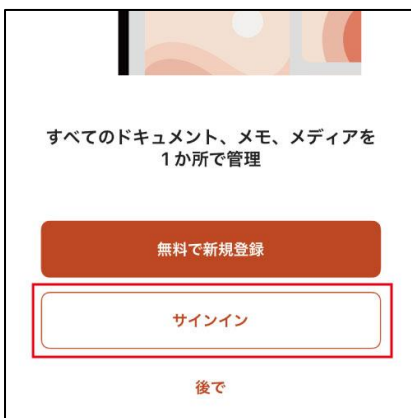 すべてのドキュメント、メモ、メディアを
1か所で管理
無料で新規登録
サインイン
後で